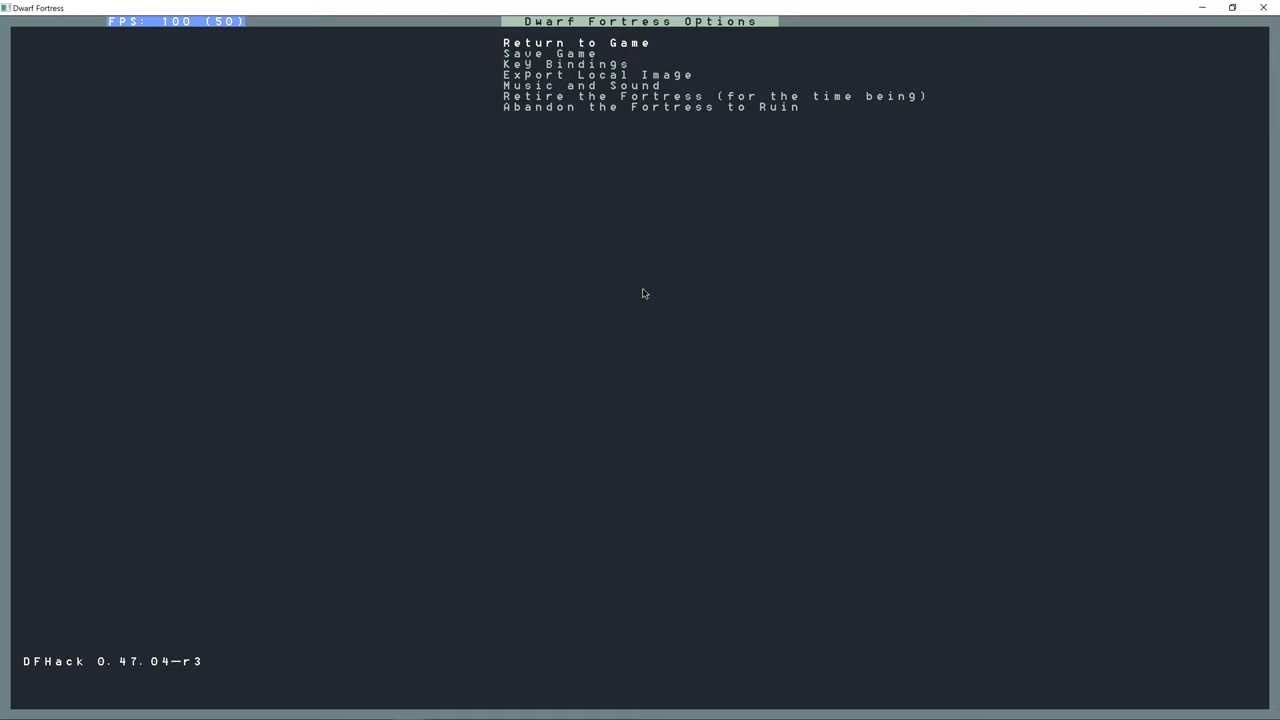 Dwarf Fortress
FPS: 100 (50)
Dwarf Fortress Options
Return to Game
Save Game
Key Bindings
Export Local Image
Music and Sound
Retire the Fortress (for the time being)
Abandon the Fortress to Ruin
DFHack 0.47.04-r3